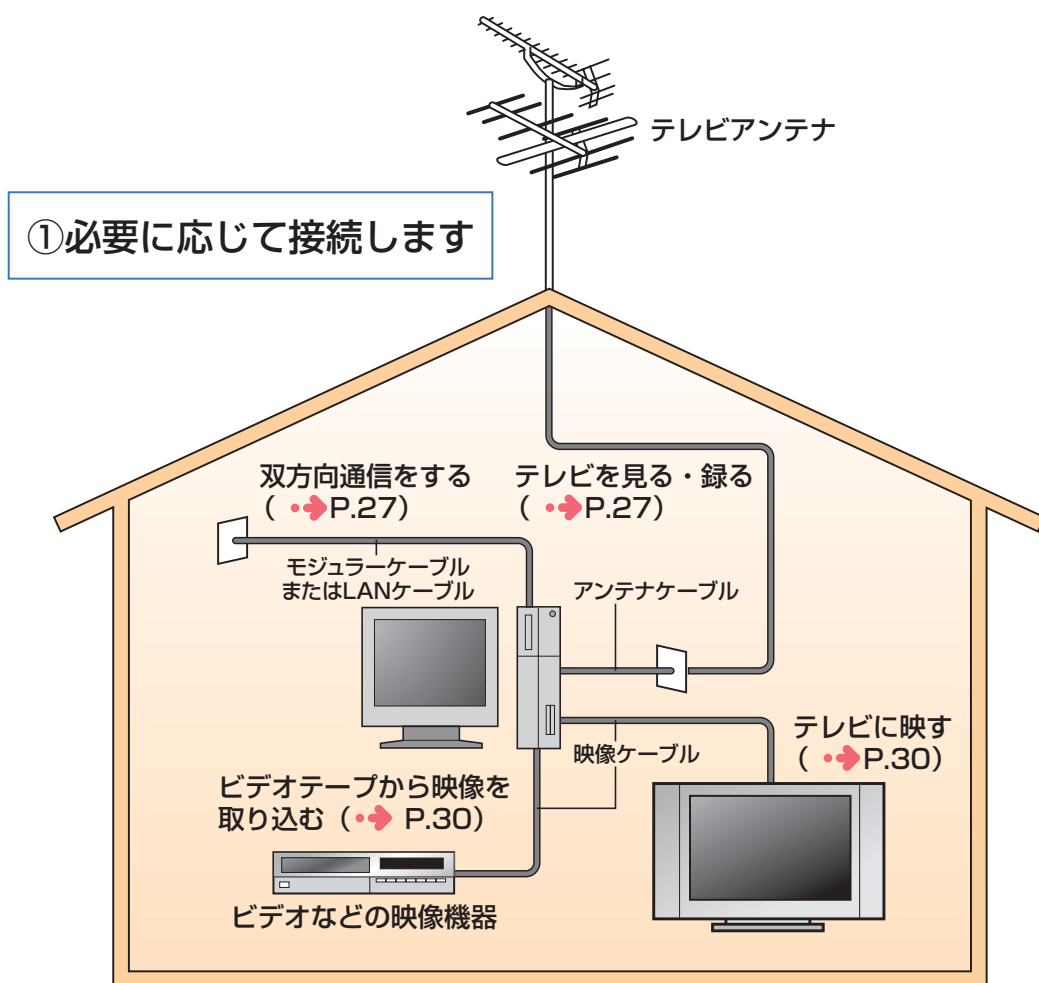 テレビアンテナ
①必要に応じて接続します
双方向通信をする
(P.27)
テレビを見る・録る
(P.27)
モジュラーケーブル
またはLANケーブル
アンテナケーブル
テレビに映す
(P.30)
映像ケーブル
ビデオテープから映像を
取り込む(P.30)
ビデオなどの映像機器